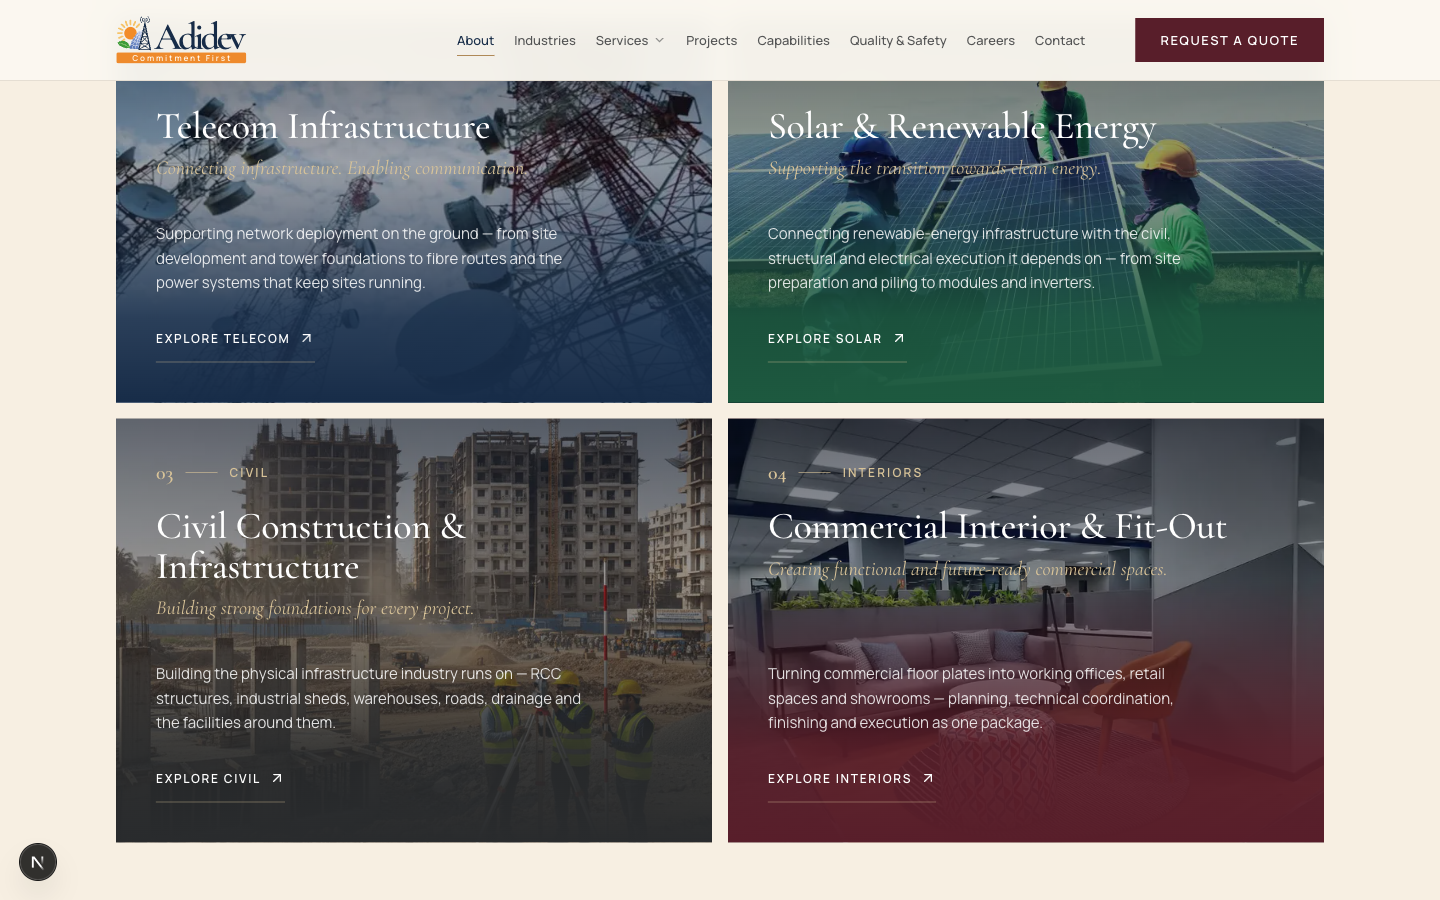 Adidev
Commitment First
About
Industries
Services
Projects
Capabilities
Quality & Safety
Careers
Contact
REQUEST A QUOTE
Telecom Infrastructure
Connecting infrastructure. Enabling communication.
Supporting network deployment on the ground — from site
development and tower foundations to fibre routes and the
power systems that keep sites running.
EXPLORE TELECOM
Solar & Renewable Energy
Supporting the transition towards clean energy.
Connecting renewable-energy infrastructure with the civil,
structural and electrical execution it depends on — from site
preparation and piling to modules and inverters.
EXPLORE SOLAR
03 CIVIL
Civil Construction &
Infrastructure
Building strong foundations for every project.
Building the physical infrastructure industry runs on — RCC
structures, industrial sheds, warehouses, roads, drainage and
the facilities around them.
EXPLORE CIVIL
04 INTERIORS
Commercial Interior & Fit-Out
Creating functional and future-ready commercial spaces.
Turning commercial floor plates into working offices, retail
spaces and showrooms — planning, technical coordination,
finishing and execution as one package.
EXPLORE INTERIORS
N